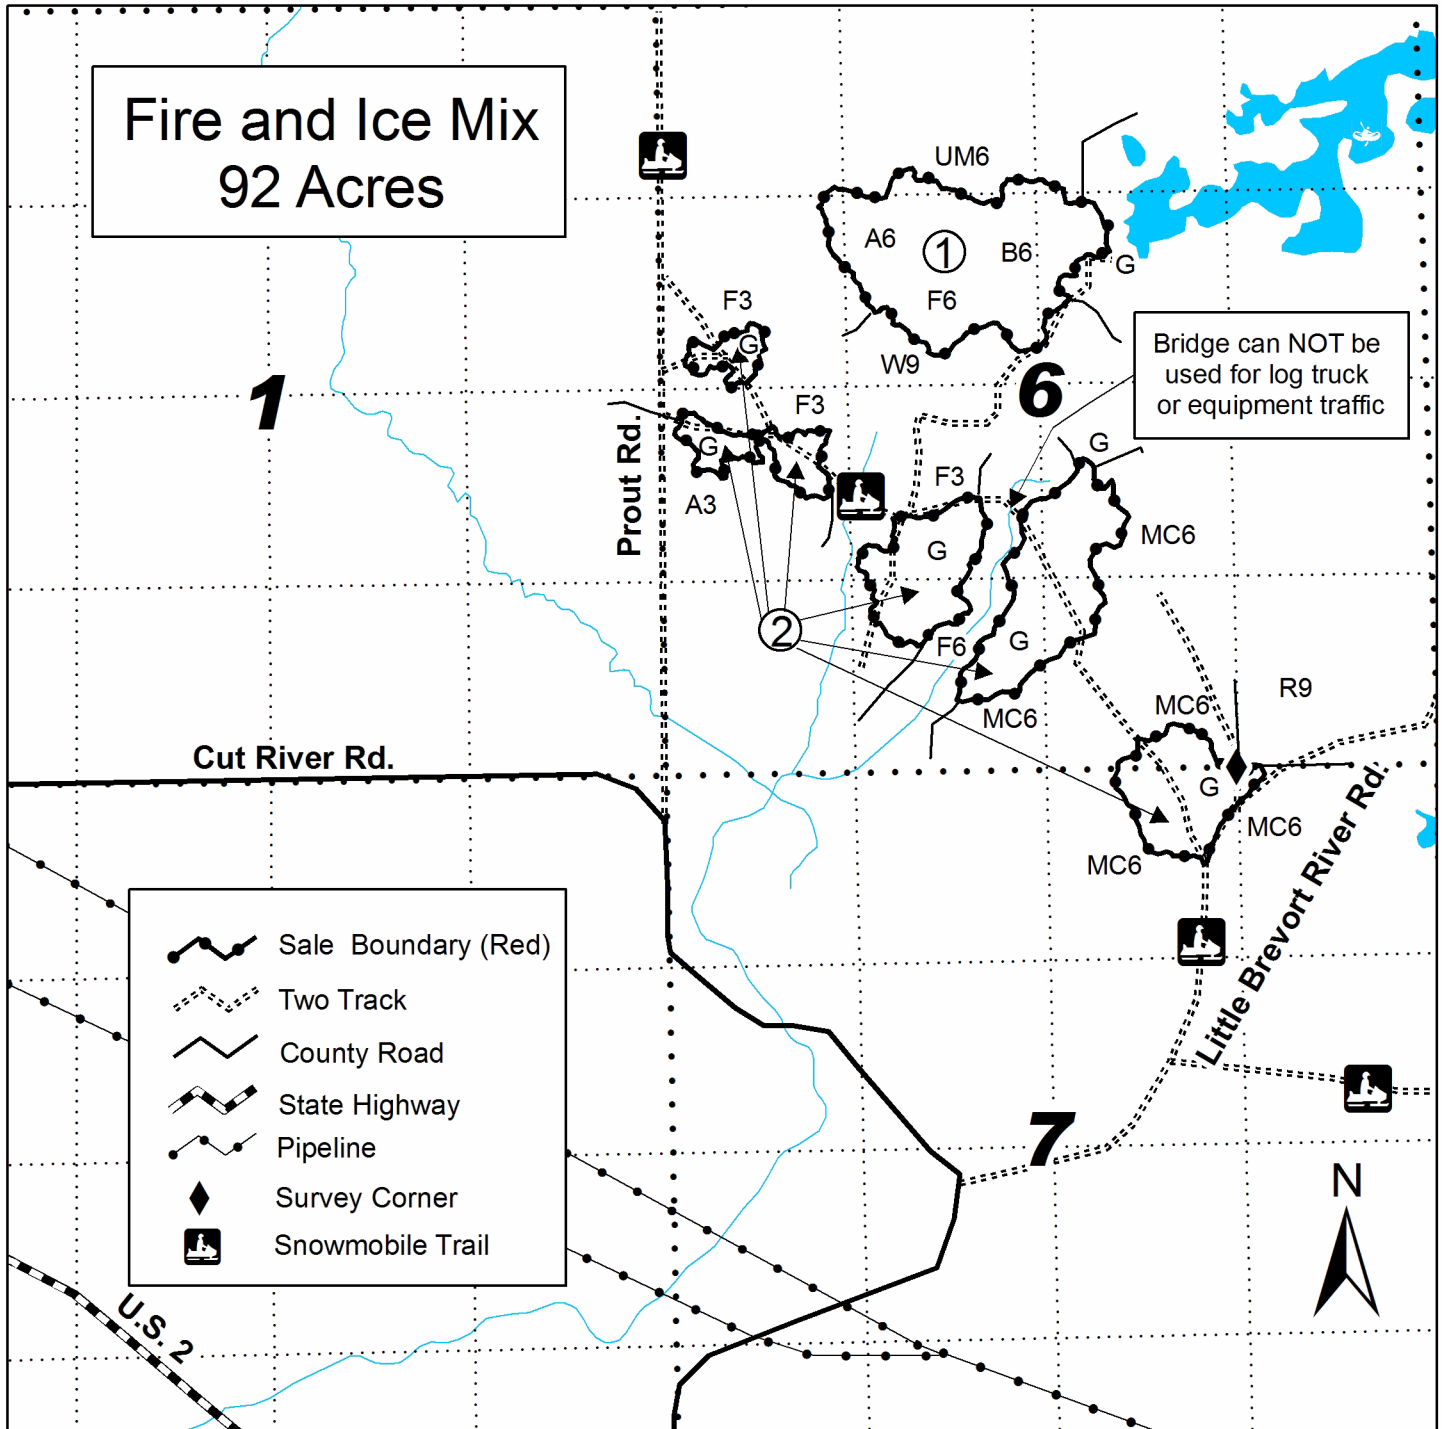 Fire and Ice Mix
92 Acres
UM6
A6
1
B6
F6
G
W9
F3
G
Bridge can NOT be
used for log truck
or equipment traffic
1
6
F3
G
A3
Prout Rd.
G
F3
G
MC6
2
F6
G
MC6
MC6
R9
G
MC6
MC6
Cut River Rd.
Little Brevort River Rd.
Sale Boundary (Red)
Two Track
County Road
State Highway
Pipeline
Survey Corner
Snowmobile Trail
7
N
U.S. 2